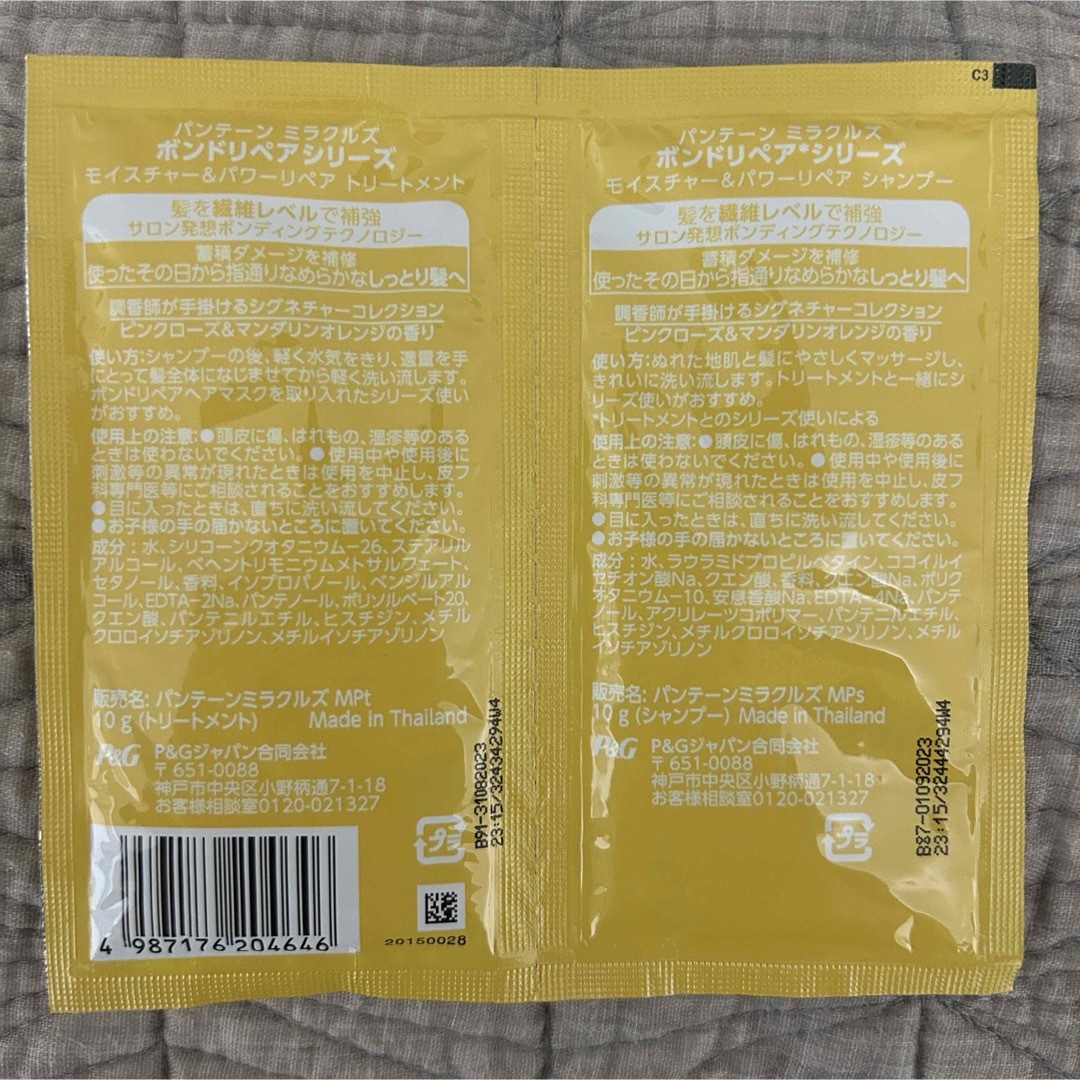 C3
パンテーン ミラクルズ
ボンドリペアシリーズ
モイスチャー&パワーリペア トリートメント
髪を繊維レベルで補強
サロン発想ボンディングテクノロジー
蓄積ダメージを補修
使ったその日から指通りなめらかなしっとり髪へ
調香師が手掛けるシグネチャーコレクション
ピンクローズ&マンダリンオレンジの香り
使い方:シャンプーの後、軽く水気をきり、適量を手
にとって髪全体になじませてから軽く洗い流します。
ボンドリペアヘアマスクを取り入れたシリーズ使い
がおすすめ。
使用上の注意:●頭皮に傷、はれもの、湿疹等のある
ときは使わないでください。● 使用中や使用後に
刺激等の異常が現れたときは使用を中止し、皮フ
科専門医等にご相談されることをおすすめします。
●目に入ったときは、直ちに洗い流してください。
●お子様の手の届かないところに置いてください。
成分:水、シリコーンクオタニウム-26、ステアリル
アルコール、ベヘントリモニウムメトサルフェート、
セタノール、香料、イソプロパノール、ベンジルアル
コール、EDTA-2Na、パンテノール、ポリソルベート20、
クエン酸、パンテニルエチル、ヒスチジン、メチル
クロロイソチアゾリノン、メチルイソチアゾリノン
販売名: パンテーンミラクルズ MPt
10 g (トリートメント) Made in Thailand
P&G P&Gジャパン合同会社
〒651-0088
神戸市中央区小野柄通7-1-18
お客様相談室0120-021327
プラ
B91-31082023
23:15/32434294W4
4 987176 204646
20150028
パンテーン ミラクルズ
ボンドリペア*シリーズ
モイスチャー&パワーリペア シャンプー
髪を繊維レベルで補強
サロン発想ボンディングテクノロジー
蓄積ダメージを補修
使ったその日から指通りなめらかなしっとり髪へ
調香師が手掛けるシグネチャーコレクション
ピンクローズ&マンダリンオレンジの香り
使い方:ぬれた地肌と髪にやさしくマッサージし、
きれいに洗い流します。トリートメントと一緒にシ
リーズ使いがおすすめ。
*トリートメントとのシリーズ使いによる
使用上の注意:●頭皮に傷、はれもの、湿疹等のある
ときは使わないでください。● 使用中や使用後に
刺激等の異常が現れたときは使用を中止し、皮フ
科専門医等にご相談されることをおすすめします。
●目に入ったときは、直ちに洗い流してください。
●お子様の手の届かないところに置いてください。
成分:水、ラウラミドプロピルベタイン、ココイルイ
セチオン酸Na、クエン酸、香料、クエン酸Na、ポリク
オタニウム-10、安息香酸Na、EDTA-4Na、パンテ
ノール、アクリレーツコポリマー、パンテニルエチル、
ヒスチジン、メチルクロロイソチアゾリノン、メチル
イソチアゾリノン
販売名: パンテーンミラクルズ MPs
10 g (シャンプー) Made in Thailand
P&G P&Gジャパン合同会社
〒651-0088
神戸市中央区小野柄通7-1-18
お客様相談室0120-021327
プラ
B87-01092023
23:15/32444294W4